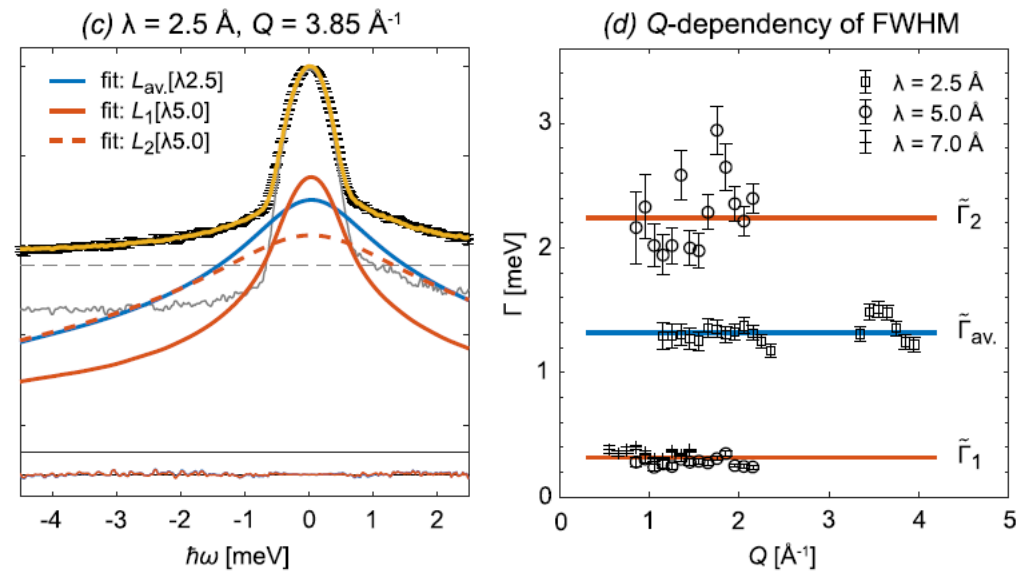 (c) λ = 2.5 Å, Q = 3.85 Å⁻¹
fit: L_av.[λ2.5]
fit: L₁[λ5.0]
fit: L₂[λ5.0]
-4 -3 -2 -1 0 1 2
ħω [meV]
(d) Q-dependency of FWHM
λ = 2.5 Å
λ = 5.0 Å
λ = 7.0 Å
3
2
1
0
Γ [meV]
Γ̃₂
Γ̃_av.
Γ̃₁
0 1 2 3 4 5
Q [Å⁻¹]